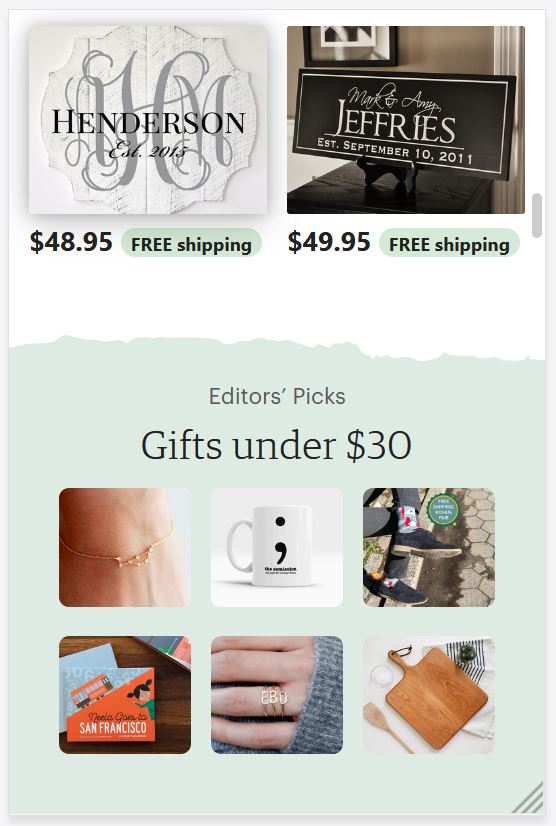 HENDERSON
Est. 2015
Mark & Amy
JEFFRIES
EST. SEPTEMBER 10, 2011
$48.95 FREE shipping
$49.95 FREE shipping
Editors' Picks
Gifts under $30
;
the semicolon
FREE
SURPRISE
BONUS
PAIR
Neela Goes to
SAN FRANCISCO
EBD